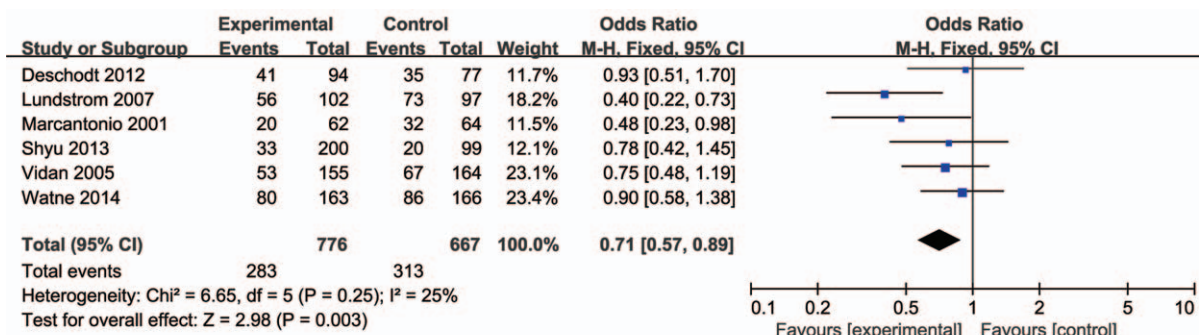 Experimental Control Odds Ratio Odds Ratio
Study or Subgroup Events Total Events Total Weight M-H, Fixed, 95% CI M-H, Fixed, 95% CI
Deschodt 2012 41 94 35 77 11.7% 0.93 [0.51, 1.70]
Lundstrom 2007 56 102 73 97 18.2% 0.40 [0.22, 0.73]
Marcantonio 2001 20 62 32 64 11.5% 0.48 [0.23, 0.98]
Shyu 2013 33 200 20 99 12.1% 0.78 [0.42, 1.45]
Vidan 2005 53 155 67 164 23.1% 0.75 [0.48, 1.19]
Watne 2014 80 163 86 166 23.4% 0.90 [0.58, 1.38]
Total (95% CI) 776 667 100.0% 0.71 [0.57, 0.89]
Total events 283 313
Heterogeneity: Chi² = 6.65, df = 5 (P = 0.25); I² = 25%
Test for overall effect: Z = 2.98 (P = 0.003)
0.1 0.2 0.5 1 2 5 10
Favours [experimental] Favours [control]